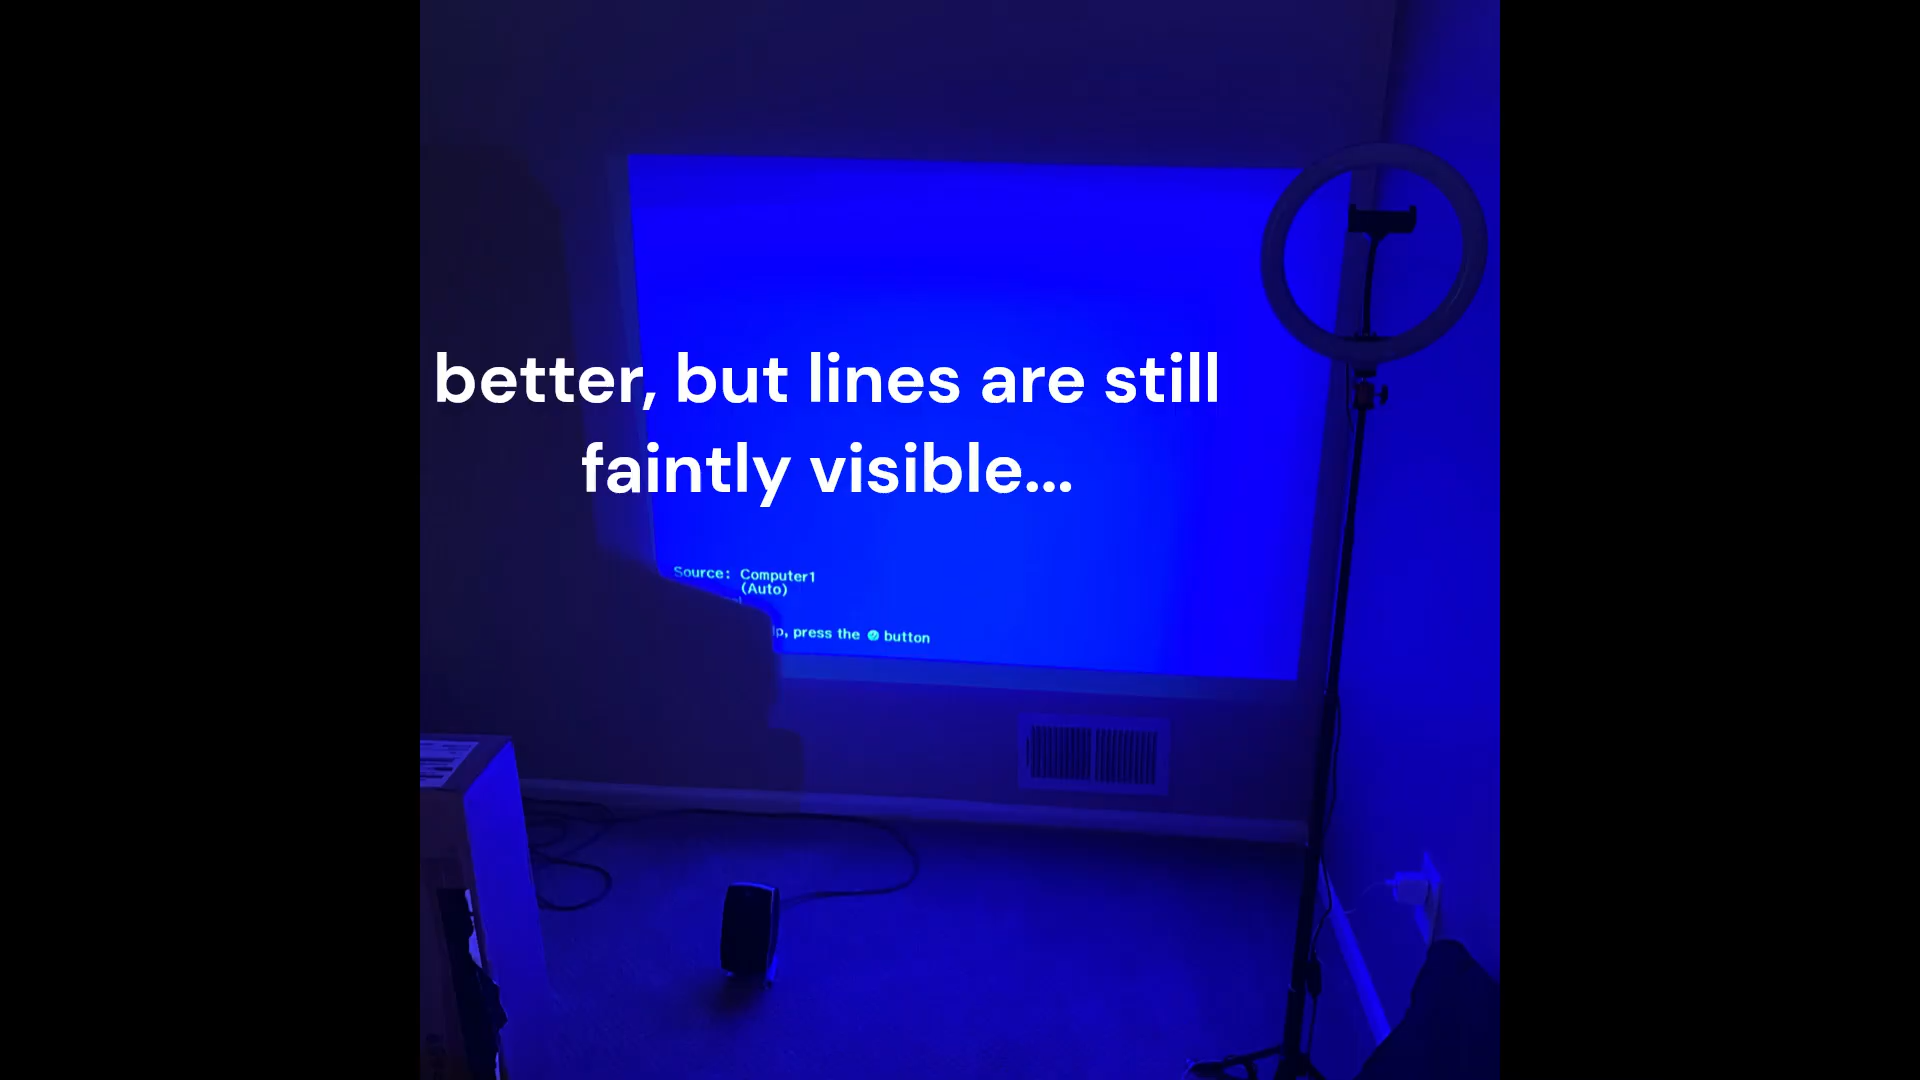 better, but lines are still
faintly visible...
Source: Computer1
(Auto)
press the button